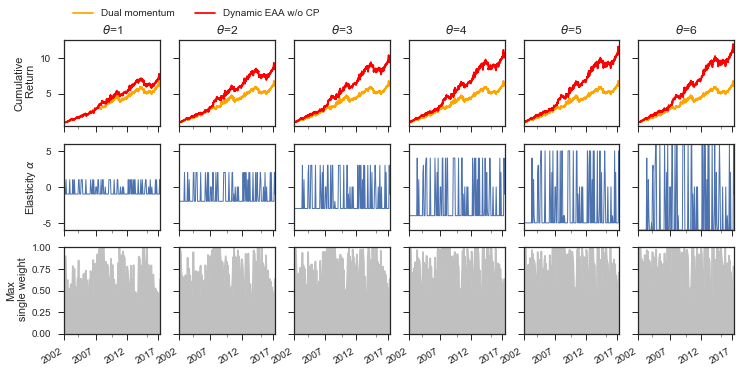 Dual momentum Dynamic EAA w/o CP
θ=1 θ=2 θ=3 θ=4 θ=5 θ=6
Cumulative
Return
10
5
Elasticity α
5
0
-5
Max
single weight
1.00
0.75
0.50
0.25
0.00
2002 2007 2012 2017 2002 2007 2012 2017 2002 2007 2012 2017 2002 2007 2012 2017 2002 2007 2012 2017 2002 2007 2012 2017